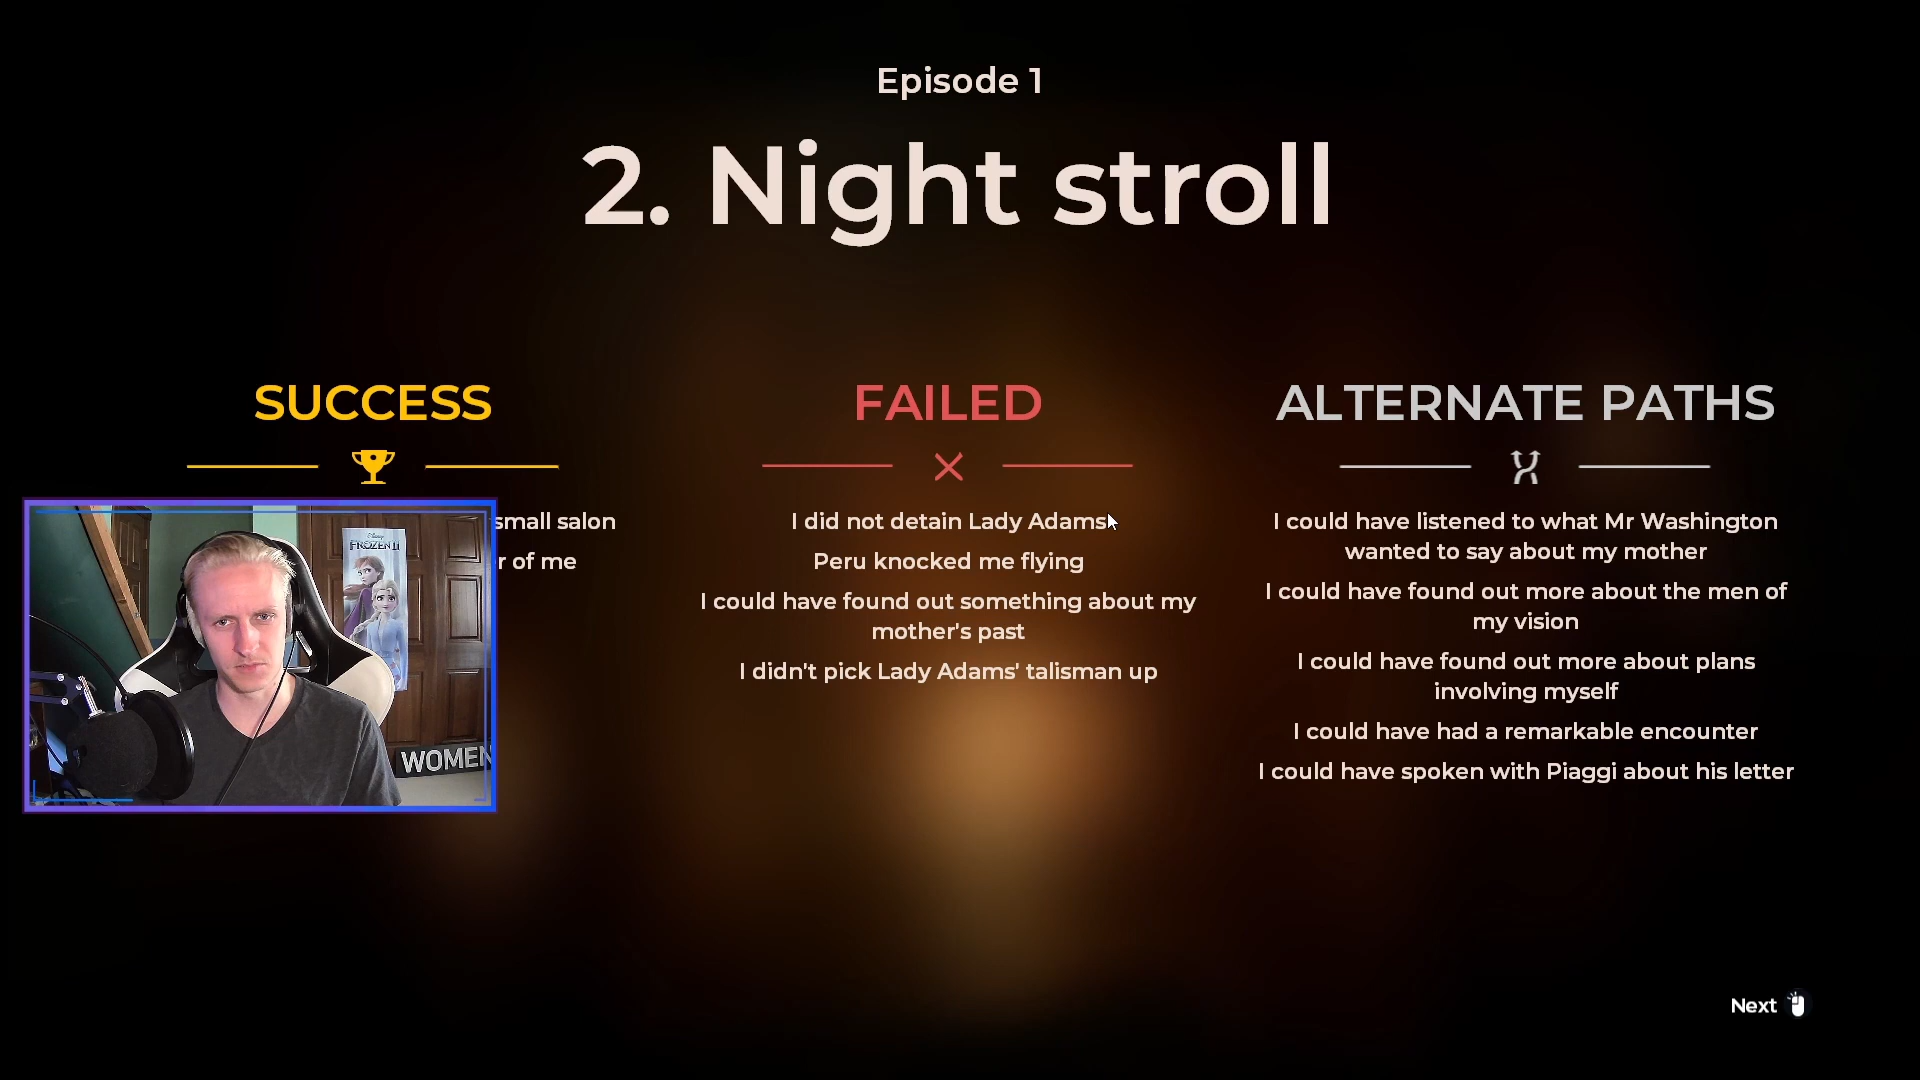 Episode 1
2. Night stroll
SUCCESS
small salon
of me
FAILED
I did not detain Lady Adams
Peru knocked me flying
I could have found out something about my
mother's past
I didn't pick Lady Adams' talisman up
ALTERNATE PATHS
I could have listened to what Mr Washington
wanted to say about my mother
I could have found out more about the men of
my vision
I could have found out more about plans
involving myself
I could have had a remarkable encounter
I could have spoken with Piaggi about his letter
Disney
FROZEN II
WOMEN
Next